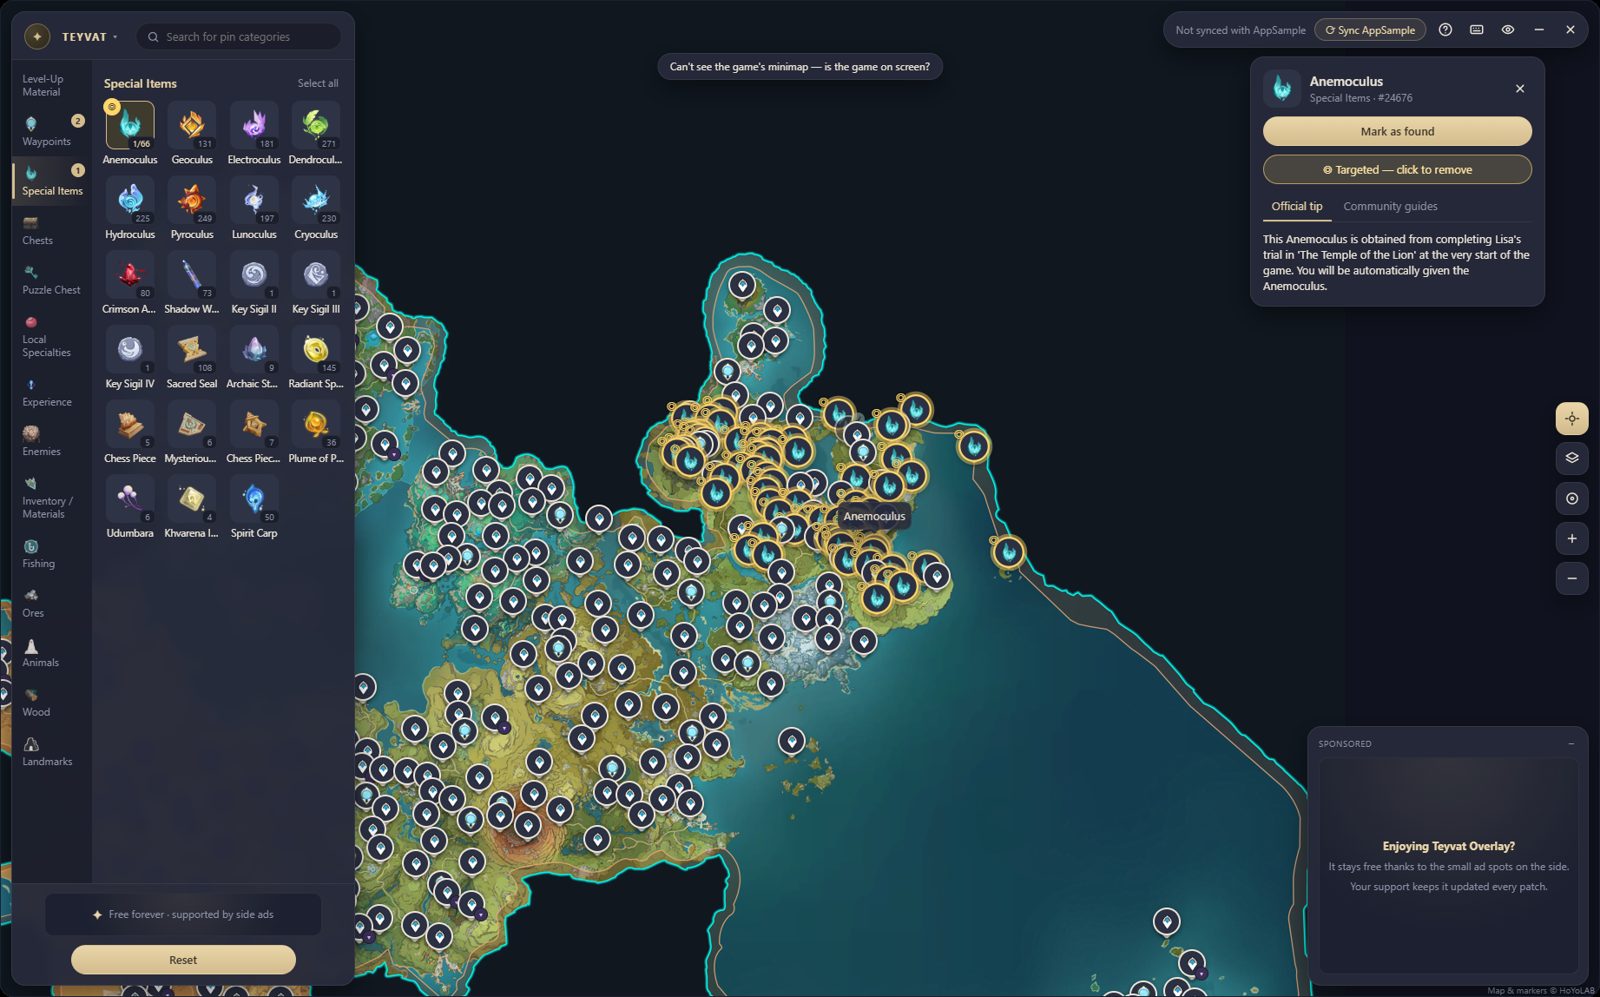 TEYVAT
Search for pin categories
Level-Up
Material
Waypoints
2
Special Items
1
Chests
Puzzle Chest
Local
Specialties
Experience
Enemies
Inventory /
Materials
Fishing
Ores
Animals
Wood
Landmarks
Special Items
Select all
1/66
131
181
271
Anemoculus
Geoculus
Electroculus
Dendrocul...
225
249
197
230
Hydroculus
Pyroculus
Lunoculus
Cryoculus
80
73
1
1
Crimson A...
Shadow W...
Key Sigil II
Key Sigil III
1
108
9
145
Key Sigil IV
Sacred Seal
Archaic St...
Radiant Sp...
5
6
7
36
Chess Piece
Mysteriou...
Chess Piec...
Plume of P...
6
4
50
Udumbara
Khvarena I...
Spirit Carp
✦ Free forever · supported by side ads
Reset
Can't see the game's minimap — is the game on screen?
Anemoculus
Not synced with AppSample
Sync AppSample
Anemoculus
Special Items · #24676
Mark as found
Targeted — click to remove
Official tip
Community guides
This Anemoculus is obtained from completing Lisa's
trial in 'The Temple of the Lion' at the very start of the
game. You will be automatically given the
Anemoculus.
SPONSORED
Enjoying Teyvat Overlay?
It stays free thanks to the small ad spots on the side.
Your support keeps it updated every patch.
Map & markers © HoYoLAB